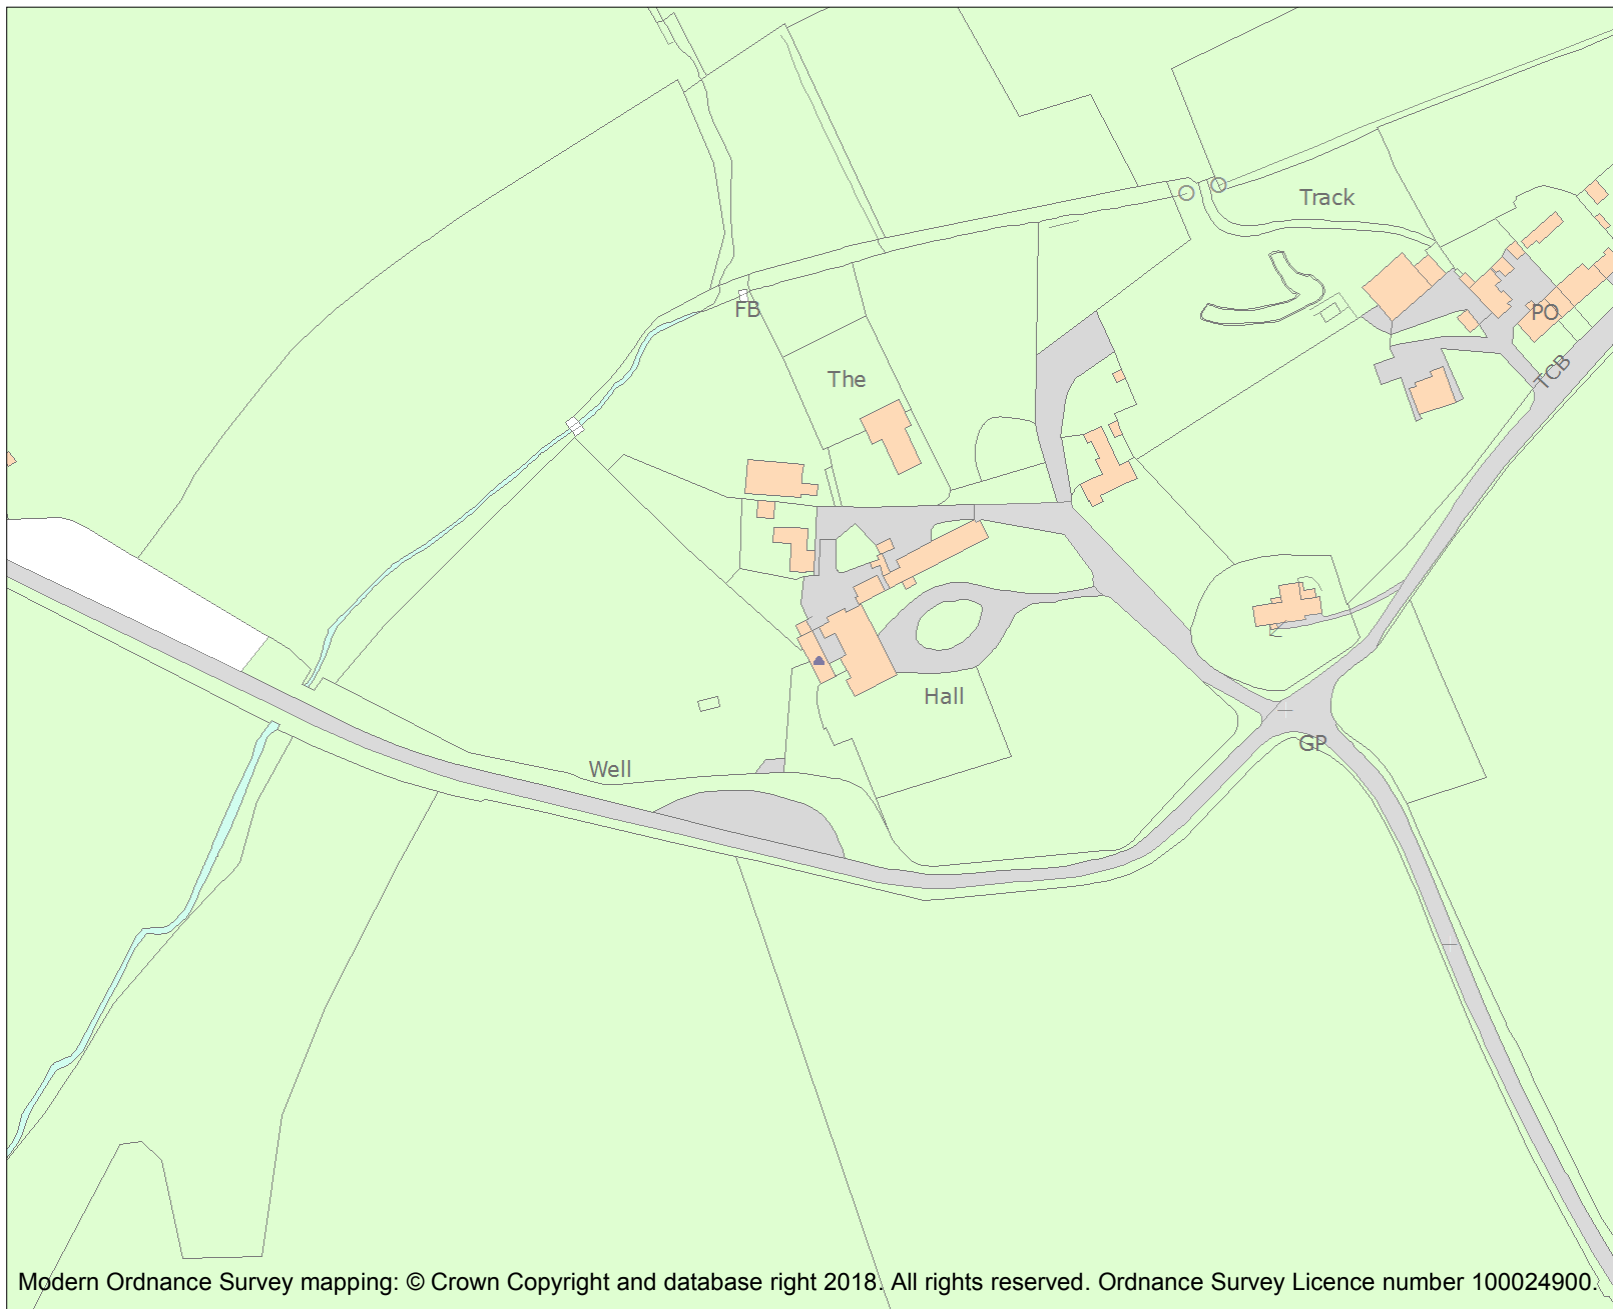 Track
FB
PO
The
TCB
Hall
GP
Well
Modern Ordnance Survey mapping: © Crown Copyright and database right 2018. All rights reserved. Ordnance Survey Licence number 100024900.